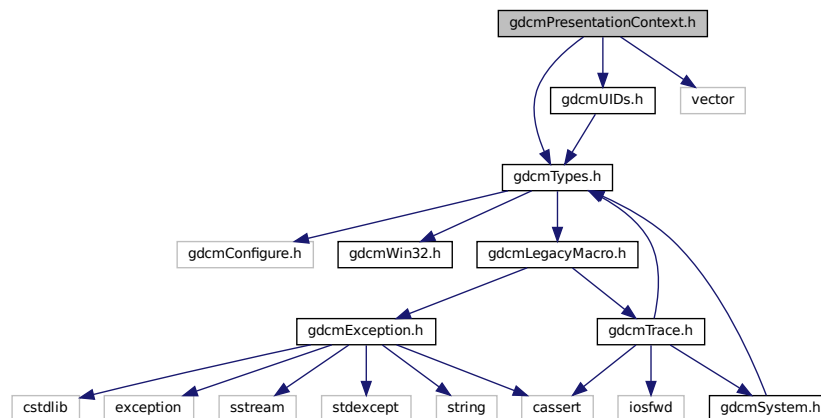 gdcmPresentationContext.h
gdcmUIDs.h
vector
gdcmTypes.h
gdcmConfigure.h
gdcmWin32.h
gdcmLegacyMacro.h
gdcmException.h
gdcmTrace.h
cstdlib
exception
sstream
stdexcept
string
cassert
iosfwd
gdcmSystem.h